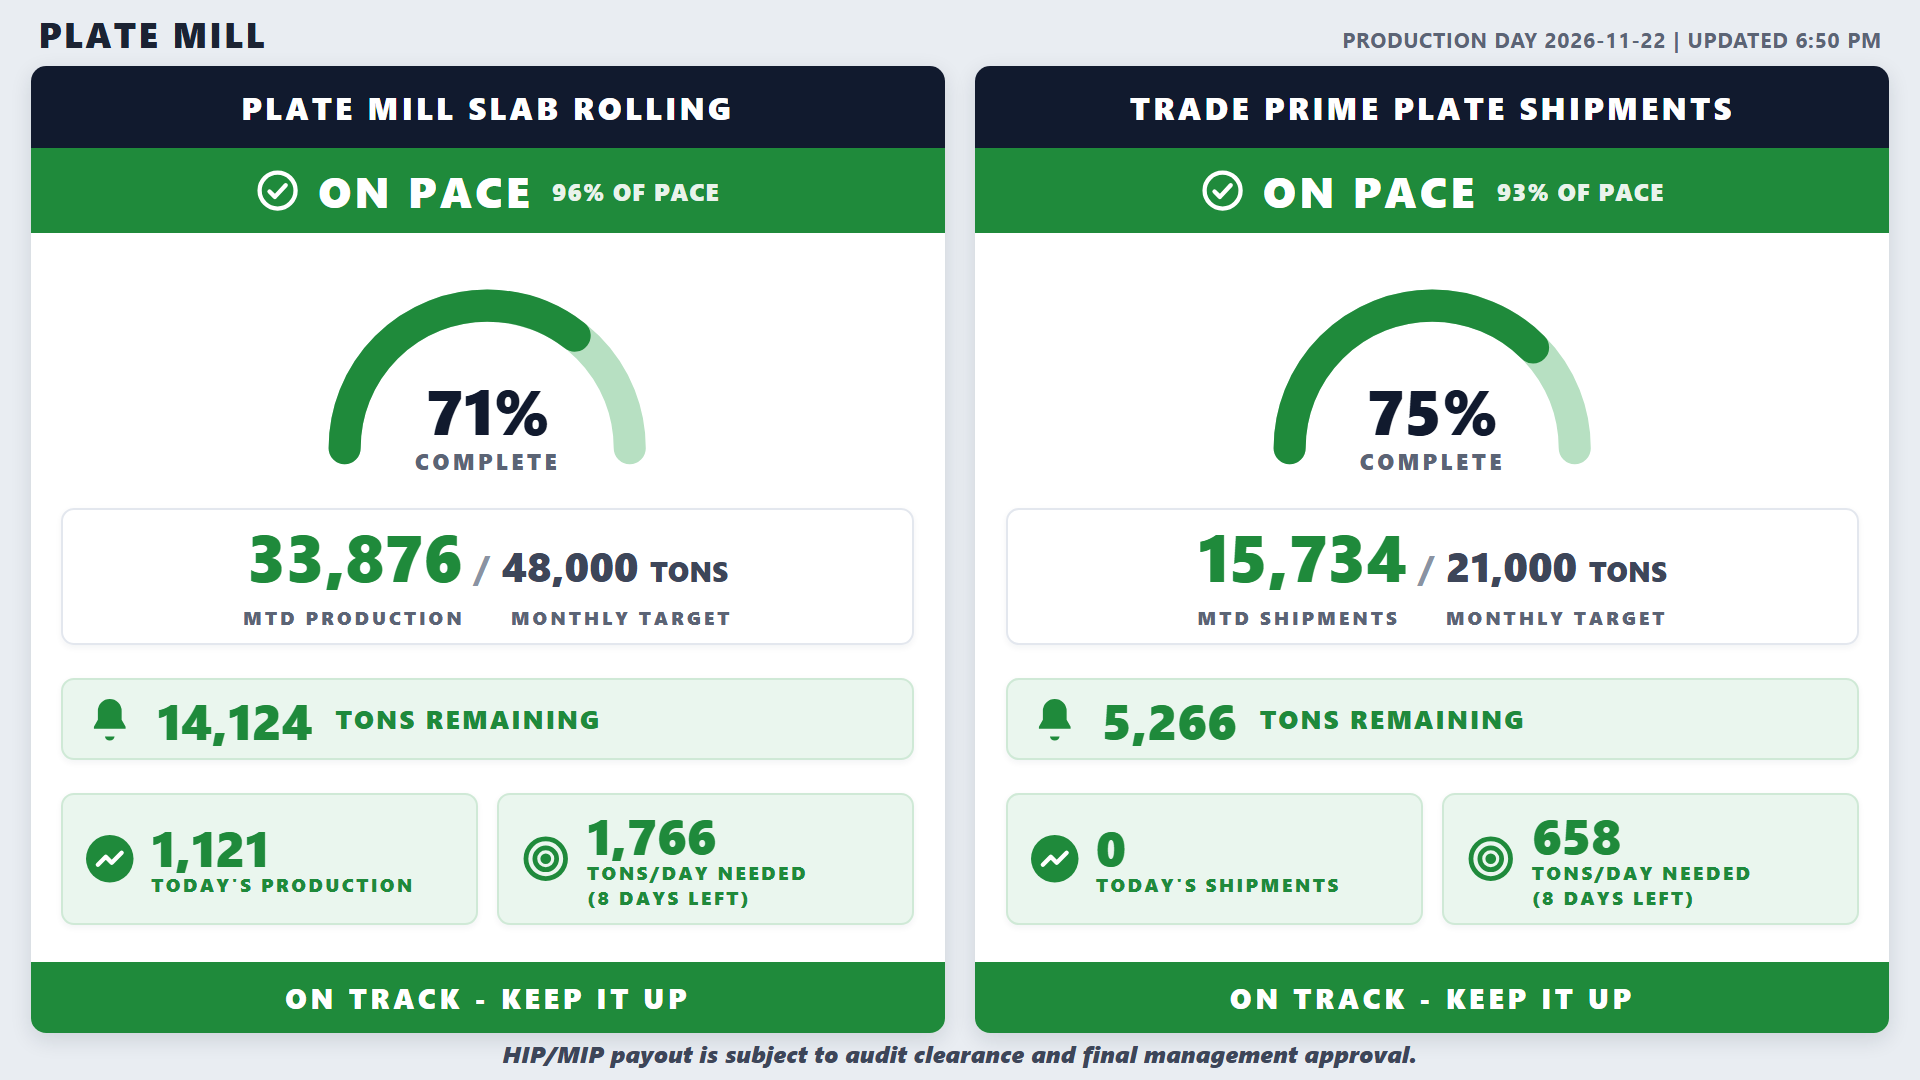 PLATE MILL
PRODUCTION DAY 2026-11-22 | UPDATED 6:50 PM
PLATE MILL SLAB ROLLING
ON PACE 96% OF PACE
71%
COMPLETE
33,876 / 48,000 TONS
MTD PRODUCTION MONTHLY TARGET
14,124 TONS REMAINING
1,121
TODAY'S PRODUCTION
1,766
TONS/DAY NEEDED
(8 DAYS LEFT)
ON TRACK - KEEP IT UP
TRADE PRIME PLATE SHIPMENTS
ON PACE 93% OF PACE
75%
COMPLETE
15,734 / 21,000 TONS
MTD SHIPMENTS MONTHLY TARGET
5,266 TONS REMAINING
0
TODAY'S SHIPMENTS
658
TONS/DAY NEEDED
(8 DAYS LEFT)
ON TRACK - KEEP IT UP
HIP/MIP payout is subject to audit clearance and final management approval.